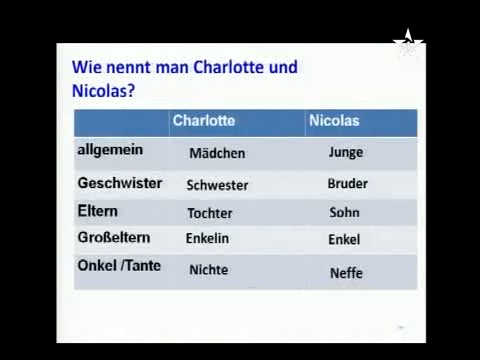 Wie nennt man Charlotte und
Nicolas?
Charlotte Nicolas
allgemein Mädchen Junge
Geschwister Schwester Bruder
Eltern Tochter Sohn
Großeltern Enkelin Enkel
Onkel /Tante Nichte Neffe